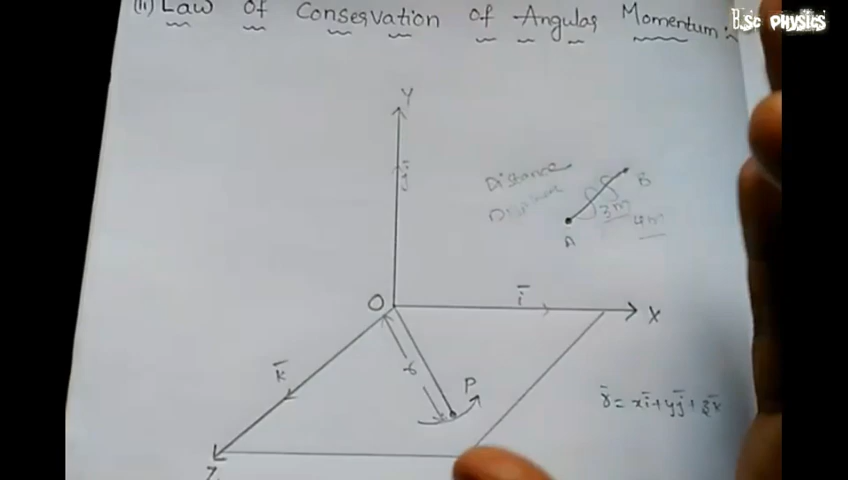 (ii) Law of Conservation of Angular Momentum:-
B.Sc PHYSICS
Y
j̅
Distance
B
3m
4m
A
O
i̅
X
k̅
r
P
r̅ = xi̅+yj̅+zk̅
Z